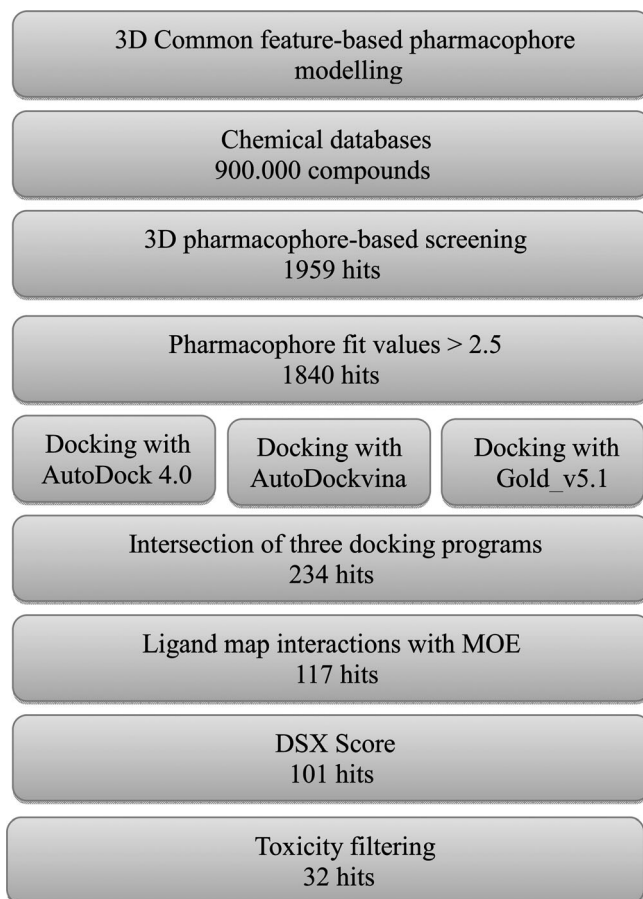 3D Common feature-based pharmacophore
modelling
Chemical databases
900.000 compounds
3D pharmacophore-based screening
1959 hits
Pharmacophore fit values > 2.5
1840 hits
Docking with
AutoDock 4.0
Docking with
AutoDockvina
Docking with
Gold_v5.1
Intersection of three docking programs
234 hits
Ligand map interactions with MOE
117 hits
DSX Score
101 hits
Toxicity filtering
32 hits